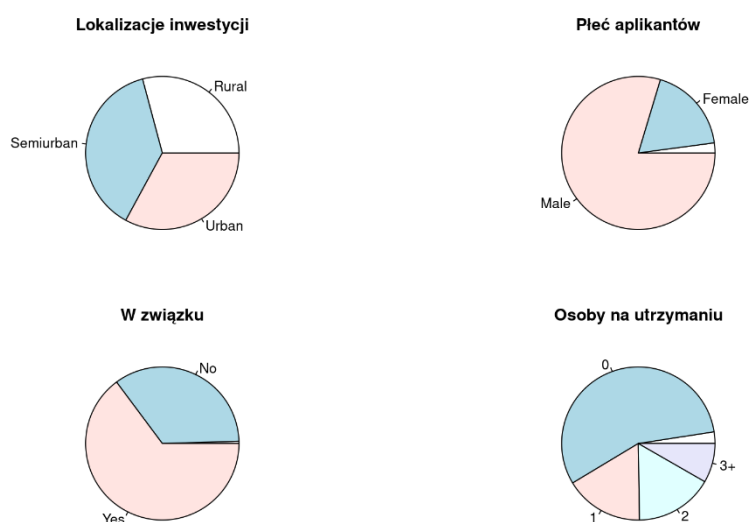 Lokalizacje inwestycji
Rural
Semiurban
Urban
Płeć aplikantów
Female
Male
W związku
No
Yes
Osoby na utrzymaniu
0
3+
1
2